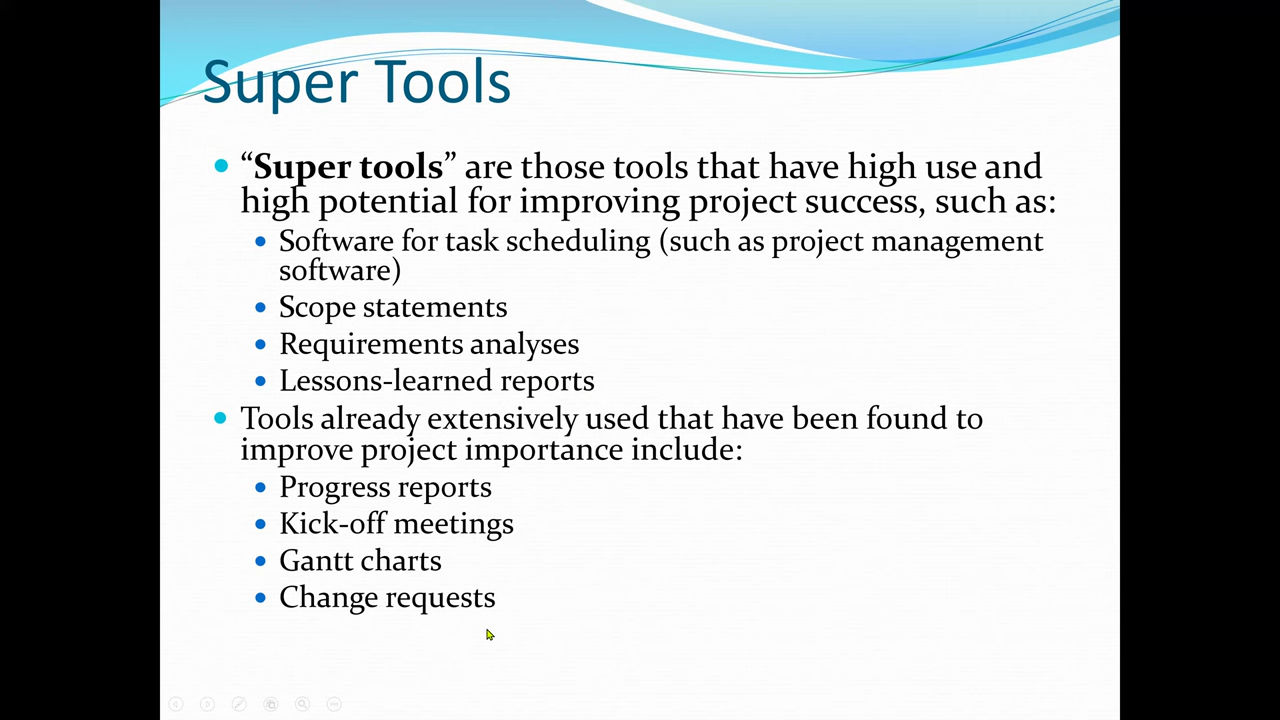 Super Tools
“Super tools” are those tools that have high use and
high potential for improving project success, such as:
Software for task scheduling (such as project management
software)
Scope statements
Requirements analyses
Lessons-learned reports
Tools already extensively used that have been found to
improve project importance include:
Progress reports
Kick-off meetings
Gantt charts
Change requests